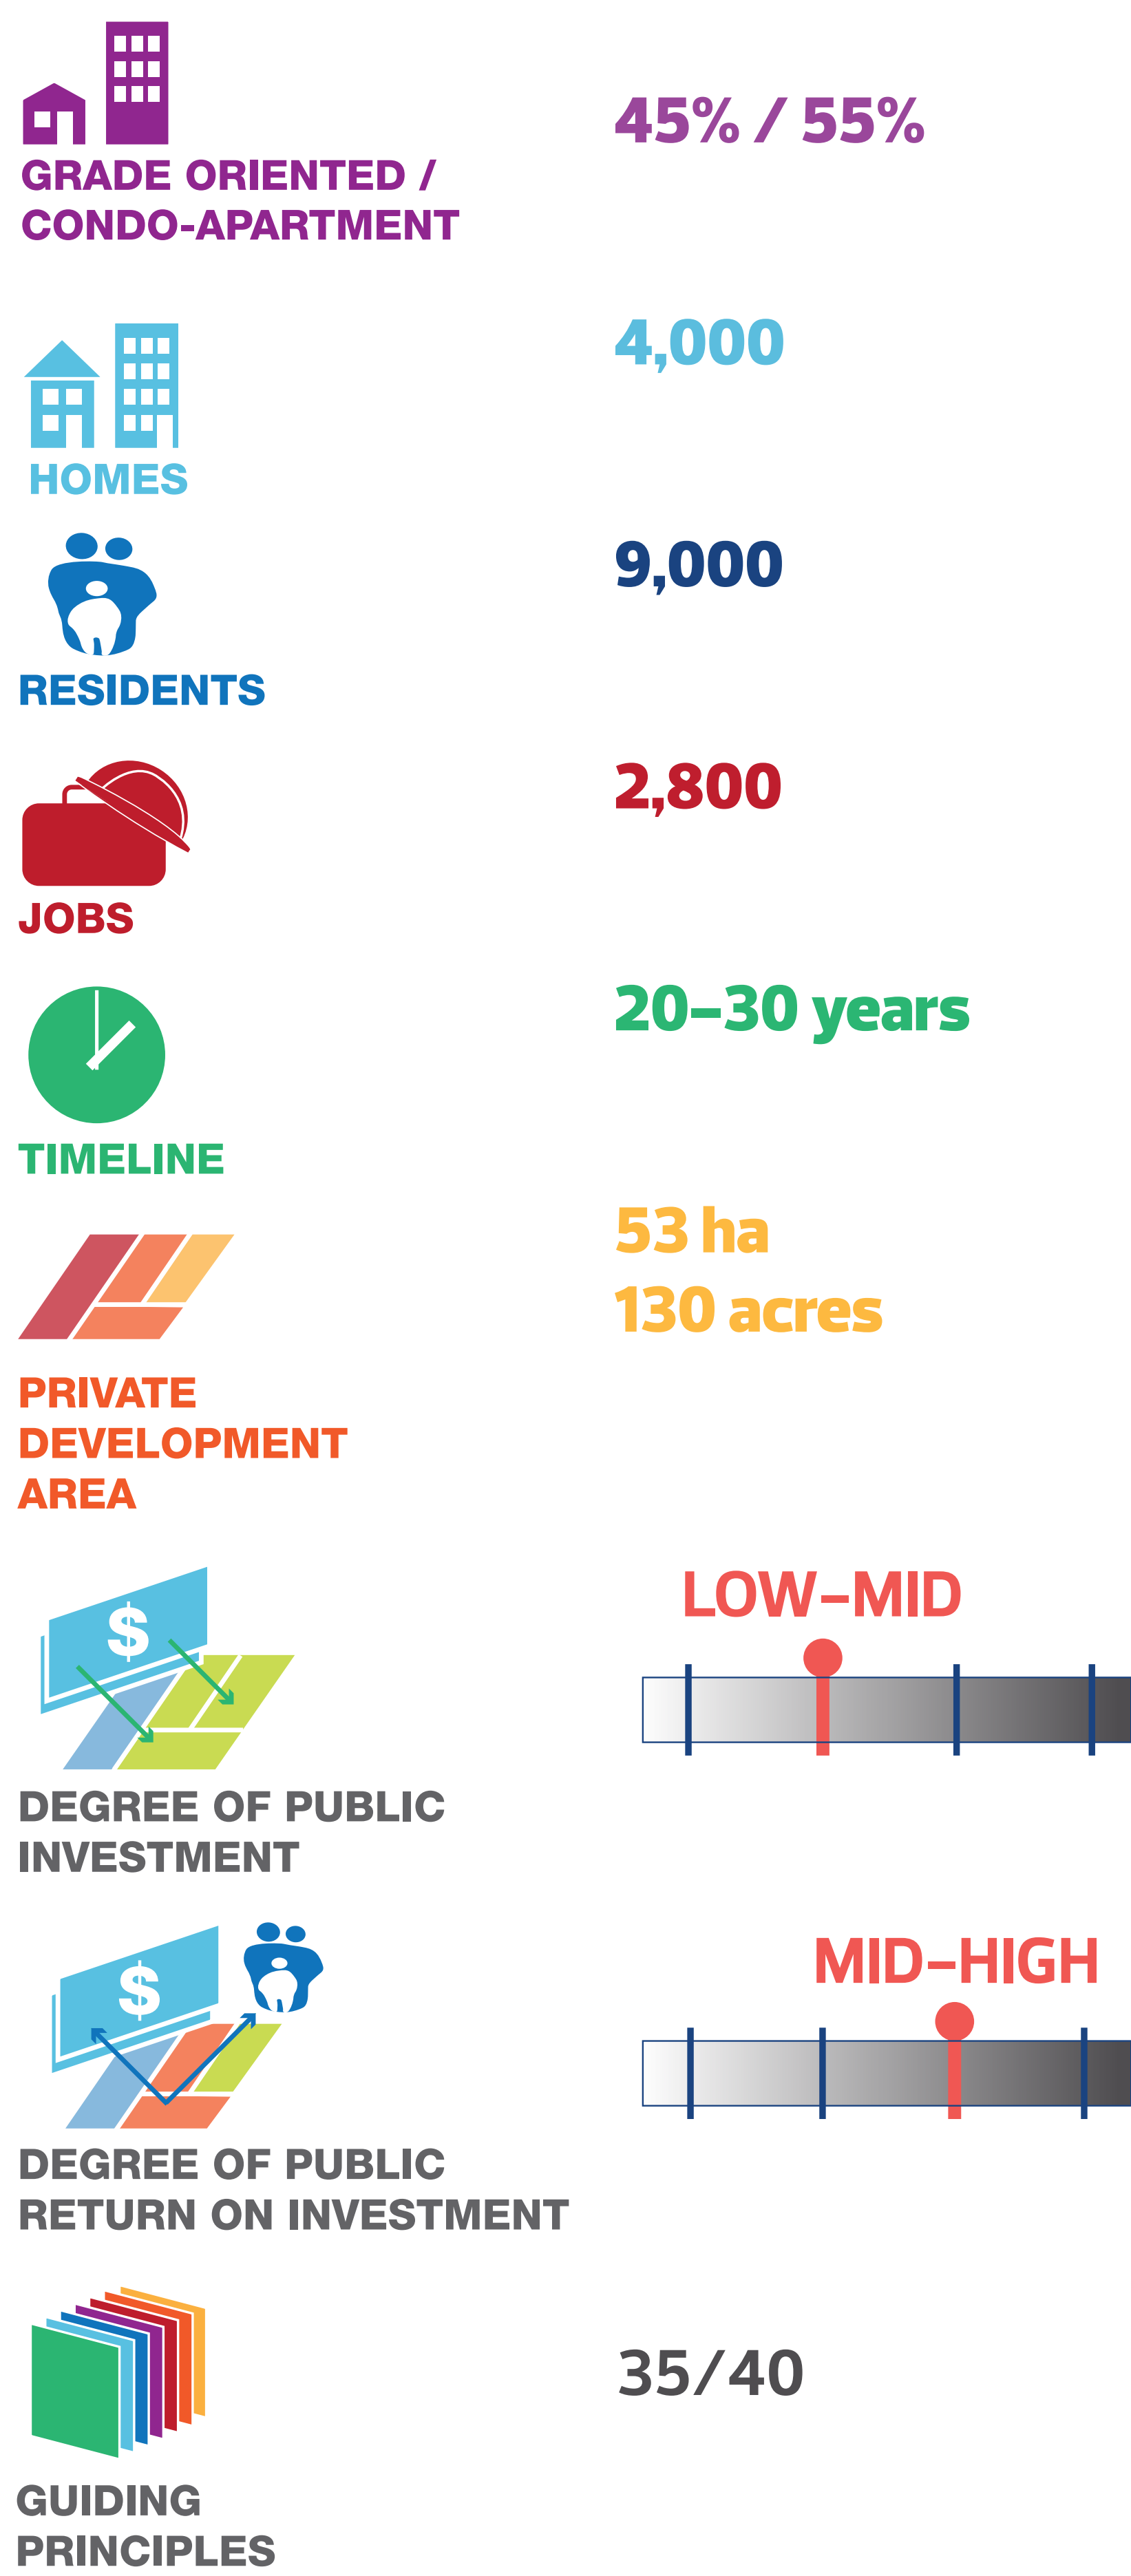 45% / 55%
GRADE ORIENTED /
CONDO-APARTMENT
4,000
HOMES
9,000
RESIDENTS
2,800
JOBS
20–30 years
TIMELINE
53 ha
130 acres
PRIVATE
DEVELOPMENT
AREA
LOW–MID
$
DEGREE OF PUBLIC
INVESTMENT
MID–HIGH
$
DEGREE OF PUBLIC
RETURN ON INVESTMENT
35/40
GUIDING
PRINCIPLES